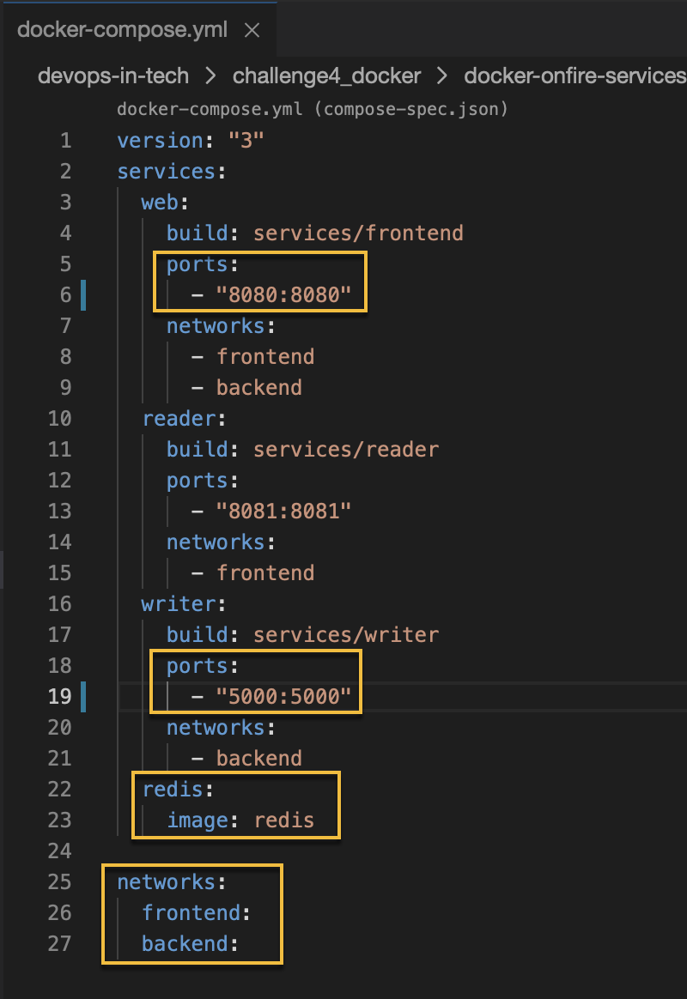 docker-compose.yml ×
devops-in-tech > challenge4_docker > docker-onfire-services
docker-compose.yml (compose-spec.json)
1 version: "3"
2 services:
3   web:
4     build: services/frontend
5     ports:
6       - "8080:8080"
7     networks:
8       - frontend
9       - backend
10   reader:
11     build: services/reader
12     ports:
13       - "8081:8081"
14     networks:
15       - frontend
16   writer:
17     build: services/writer
18     ports:
19       - "5000:5000"
20     networks:
21       - backend
22   redis:
23     image: redis
24
25 networks:
26   frontend:
27   backend: